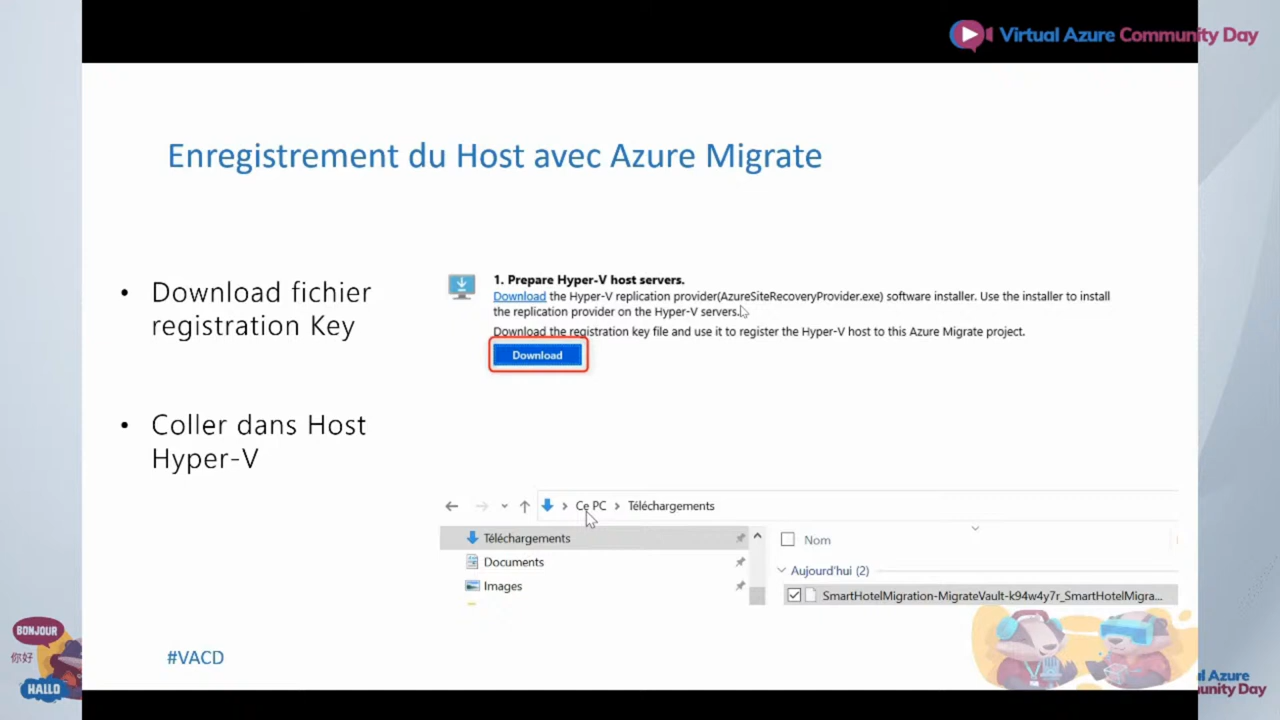 Virtual Azure Community Day
Enregistrement du Host avec Azure Migrate
• Download fichier
registration Key
1. Prepare Hyper-V host servers.
Download the Hyper-V replication provider(AzureSiteRecoveryProvider.exe) software installer. Use the installer to install
the replication provider on the Hyper-V servers.
Download the registration key file and use it to register the Hyper-V host to this Azure Migrate project.
Download
• Coller dans Host
Hyper-V
Ce PC > Téléchargements
Téléchargements
Documents
Images
Nom
Aujourd'hui (2)
SmartHotelMigration-MigrateVault-k94w4y7r_SmartHotelMigra...
BONJOUR
你好
HALLO
#VACD
l Azure
unity Day